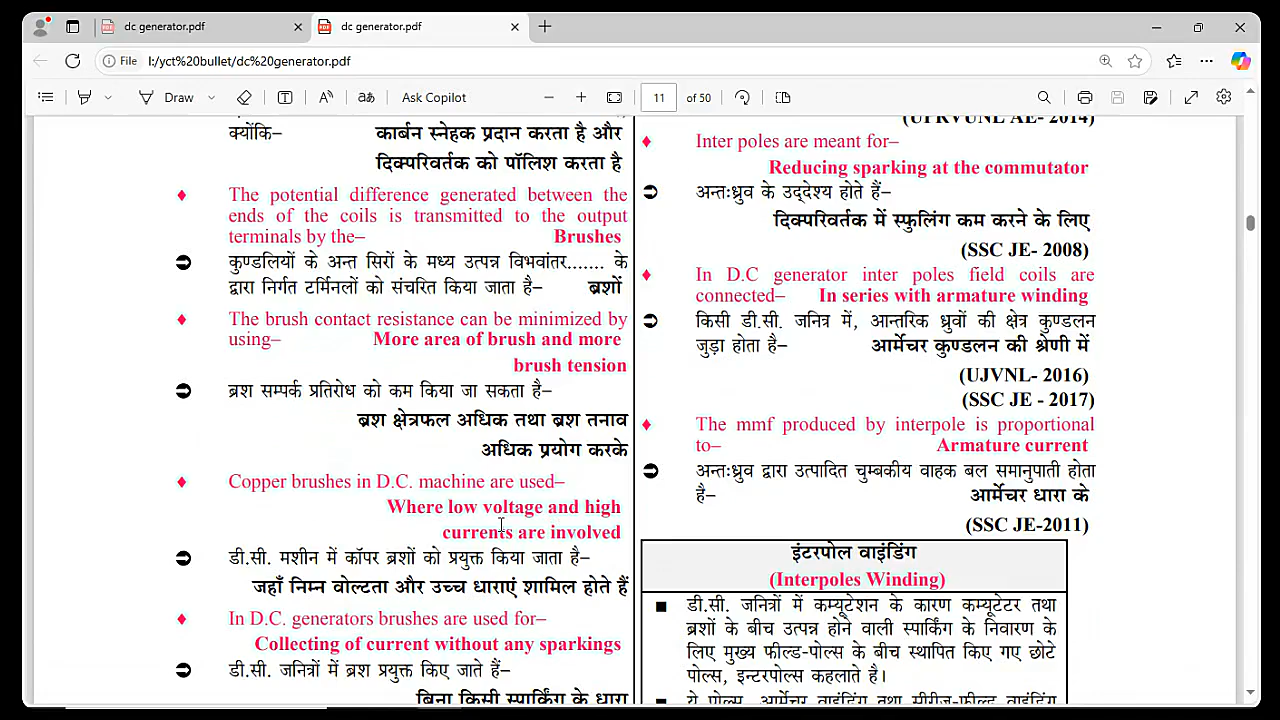 dc generator.pdf
dc generator.pdf
File
I:/yct%20bullet/dc%20generator.pdf
Draw
Ask Copilot
11
of 50
क्योंकि–
कार्बन स्नेहक प्रदान करता है और
दिक्परिवर्तक को पॉलिश करता है
The potential difference generated between the
ends of the coils is transmitted to the output
terminals by the– Brushes
कुण्डलियों के अन्त सिरों के मध्य उत्पन्न विभवांतर....... के
द्वारा निर्गत टर्मिनलों को संचरित किया जाता है– ब्रशों
The brush contact resistance can be minimized by
using– More area of brush and more
brush tension
ब्रश सम्पर्क प्रतिरोध को कम किया जा सकता है–
ब्रश क्षेत्रफल अधिक तथा ब्रश तनाव
अधिक प्रयोग करके
Copper brushes in D.C. machine are used–
Where low voltage and high
currents are involved
डी.सी. मशीन में कॉपर ब्रशों को प्रयुक्त किया जाता है–
जहाँ निम्न वोल्टता और उच्च धाराएं शामिल होते हैं
In D.C. generators brushes are used for–
Collecting of current without any sparkings
डी.सी. जनित्रों में ब्रश प्रयुक्त किए जाते हैं–
बिना किसी स्पार्किंग के धारा
(UPRVUNL AE- 2014)
Inter poles are meant for–
Reducing sparking at the commutator
अन्तःध्रुव के उद्देश्य होते हैं–
दिक्परिवर्तक में स्फुलिंग कम करने के लिए
(SSC JE- 2008)
In D.C generator inter poles field coils are
connected– In series with armature winding
किसी डी.सी. जनित्र में, आन्तरिक ध्रुवों की क्षेत्र कुण्डलन
जुड़ा होता है– आर्मेचर कुण्डलन की श्रेणी में
(UJVNL- 2016)
(SSC JE - 2017)
The mmf produced by interpole is proportional
to– Armature current
अन्तःध्रुव द्वारा उत्पादित चुम्बकीय वाहक बल समानुपाती होता
है– आर्मेचर धारा के
(SSC JE-2011)
इंटरपोल वाइंडिंग
(Interpoles Winding)
डी.सी. जनित्रों में कम्यूटेशन के कारण कम्यूटेटर तथा
ब्रशों के बीच उत्पन्न होने वाली स्पार्किंग के निवारण के
लिए मुख्य फील्ड-पोल्स के बीच स्थापित किए गए छोटे
पोल्स, इन्टरपोल्स कहलाते है।
ये पोल्स, आर्मेचर वाइंडिंग तथा सीरीज-फील्ड वाइंडिंग